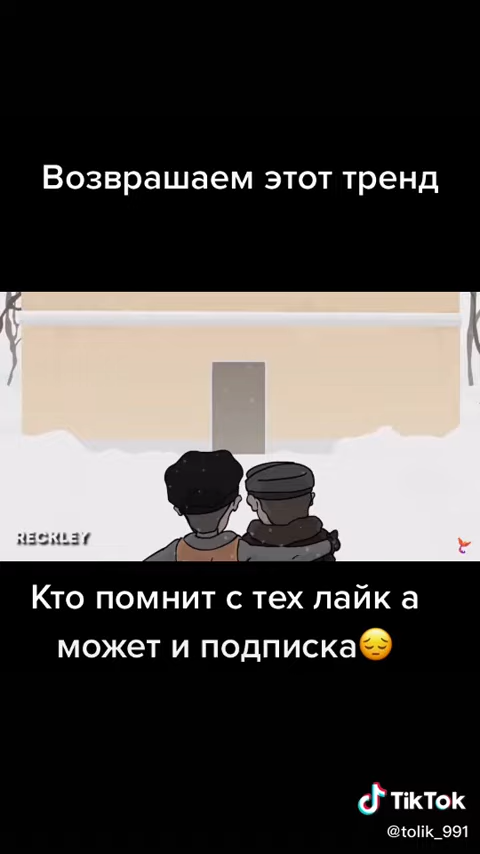 Возврашаем этот тренд
RECKLEY
Кто помнит с тех лайк а
может и подписка😔
TikTok
@tolik_991